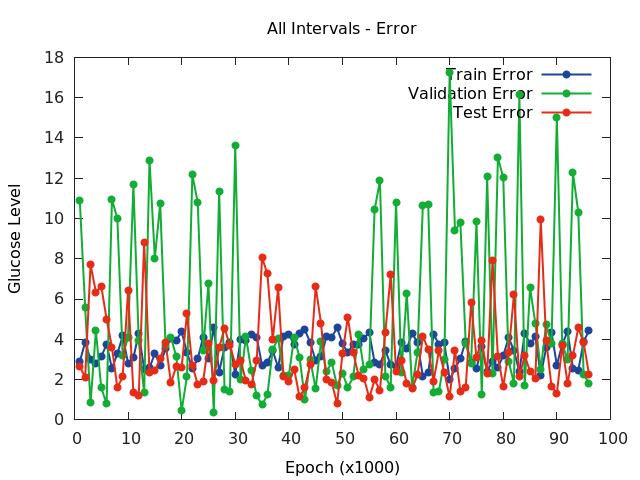 All Intervals - Error
18
16
14
12
10
8
6
4
2
0
Glucose Level
Train Error
Validation Error
Test Error
0 10 20 30 40 50 60 70 80 90 100
Epoch (x1000)